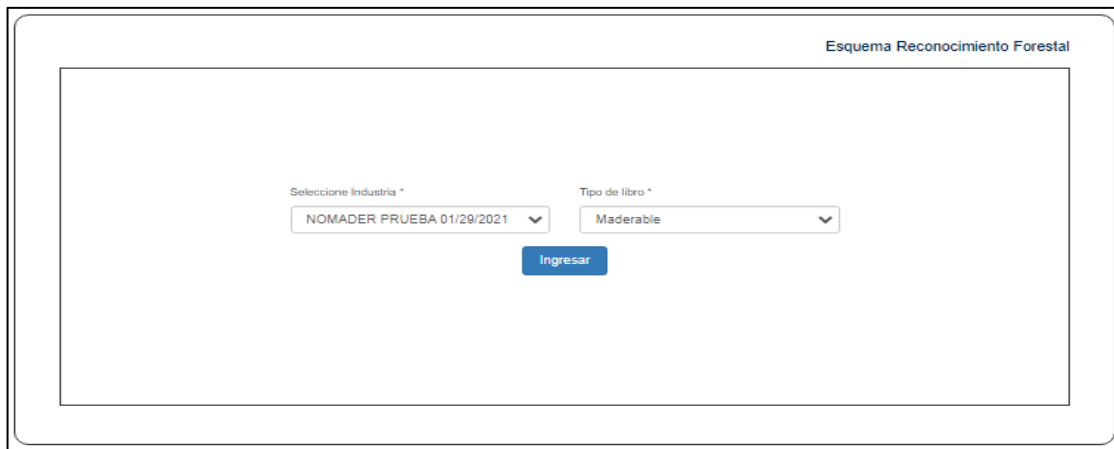 Esquema Reconocimiento Forestal
Seleccione Industria * Tipo de libro *
NOMADER PRUEBA 01/29/2021 Maderable
Ingresar